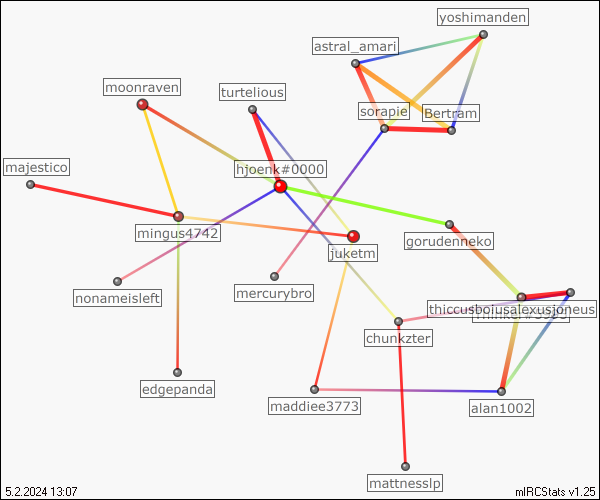 yoshimanden
astral_amari
moonraven
turtelious
sorapie
Bertram
majestico
hjoenk#0000
mingus4742
gorudenneko
juketm
nonameisleft
mercurybro
thiccusboiusalexusjoneus
chunkzter
edgepanda
maddiee3773
alan1002
mattnesslp
5.2.2024 13:07
mIRCStats v1.25